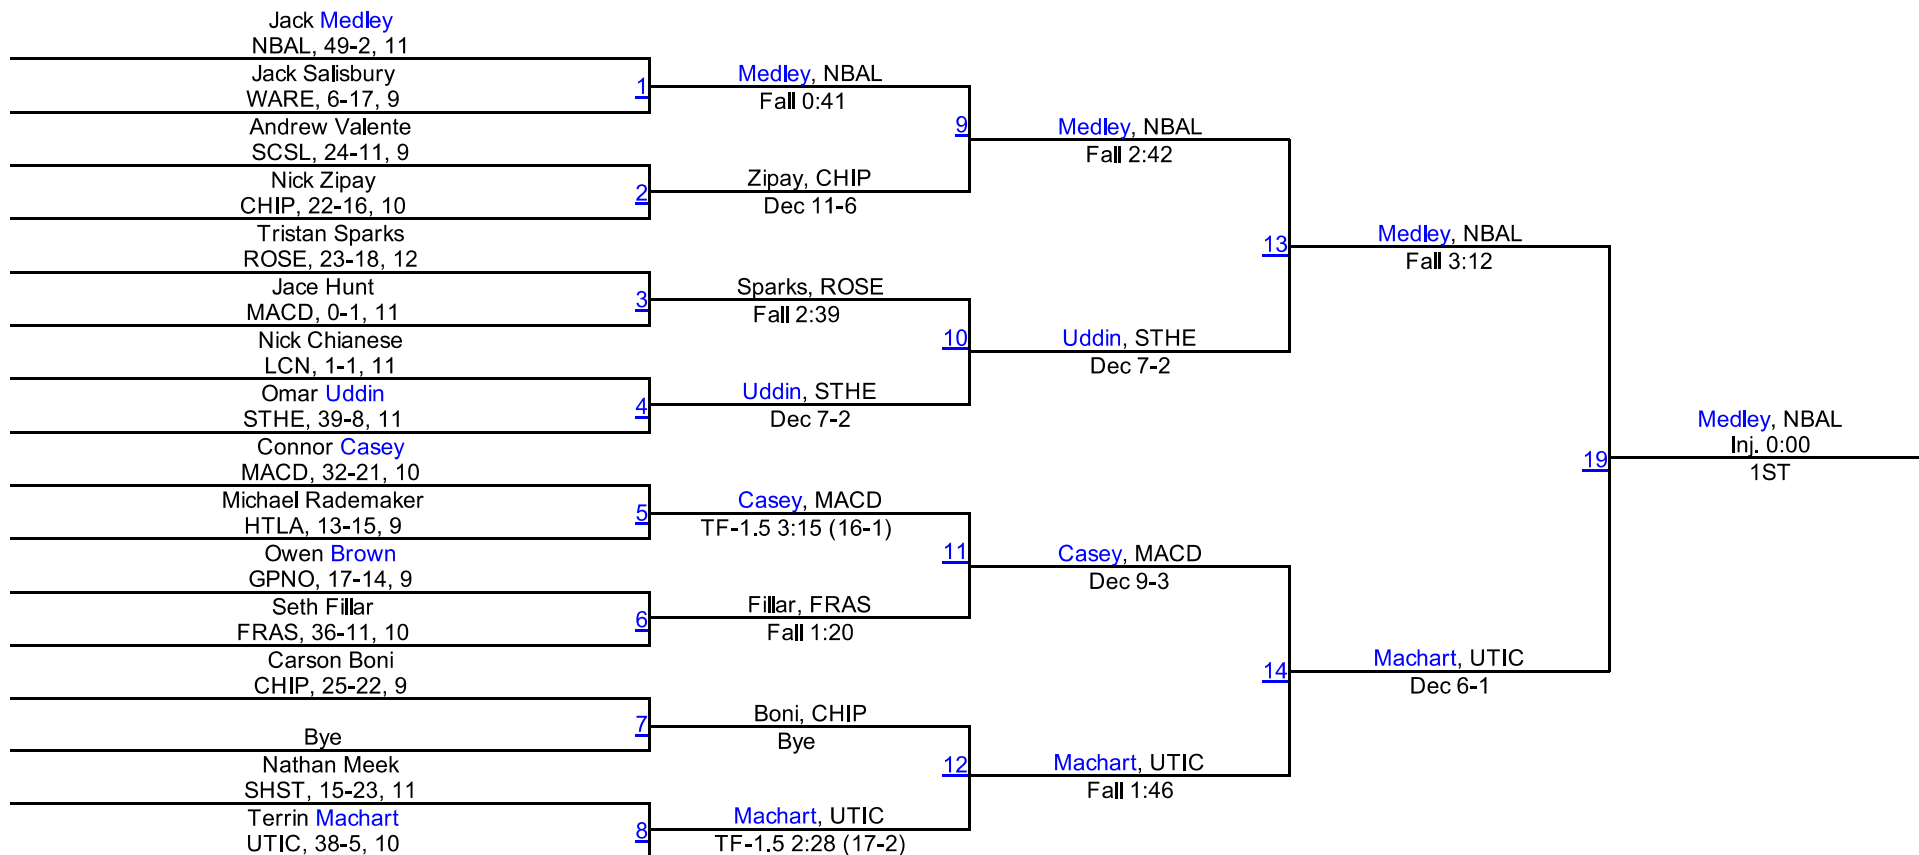 Jack Medley
NBAL, 49-2, 11
Jack Salisbury
WARE, 6-17, 9
Andrew Valente
SCSL, 24-11, 9
Nick Zipay
CHIP, 22-16, 10
Tristan Sparks
ROSE, 23-18, 12
Jace Hunt
MACD, 0-1, 11
Nick Chianese
LCN, 1-1, 11
Omar Uddin
STHE, 39-8, 11
Connor Casey
MACD, 32-21, 10
Michael Rademaker
HTLA, 13-15, 9
Owen Brown
GPNO, 17-14, 9
Seth Fillar
FRAS, 36-11, 10
Carson Boni
CHIP, 25-22, 9
Bye
Nathan Meek
SHST, 15-23, 11
Terrin Machart
UTIC, 38-5, 10
1
2
3
4
5
6
7
8
Medley, NBAL
Fall 0:41
Zipay, CHIP
Dec 11-6
Sparks, ROSE
Fall 2:39
Uddin, STHE
Dec 7-2
Casey, MACD
TF-1.5 3:15 (16-1)
Fillar, FRAS
Fall 1:20
Boni, CHIP
Bye
Machart, UTIC
TF-1.5 2:28 (17-2)
9
10
11
12
Medley, NBAL
Fall 2:42
Uddin, STHE
Dec 7-2
Casey, MACD
Dec 9-3
Machart, UTIC
Fall 1:46
13
14
Medley, NBAL
Fall 3:12
Machart, UTIC
Dec 6-1
19
Medley, NBAL
Inj. 0:00
1ST